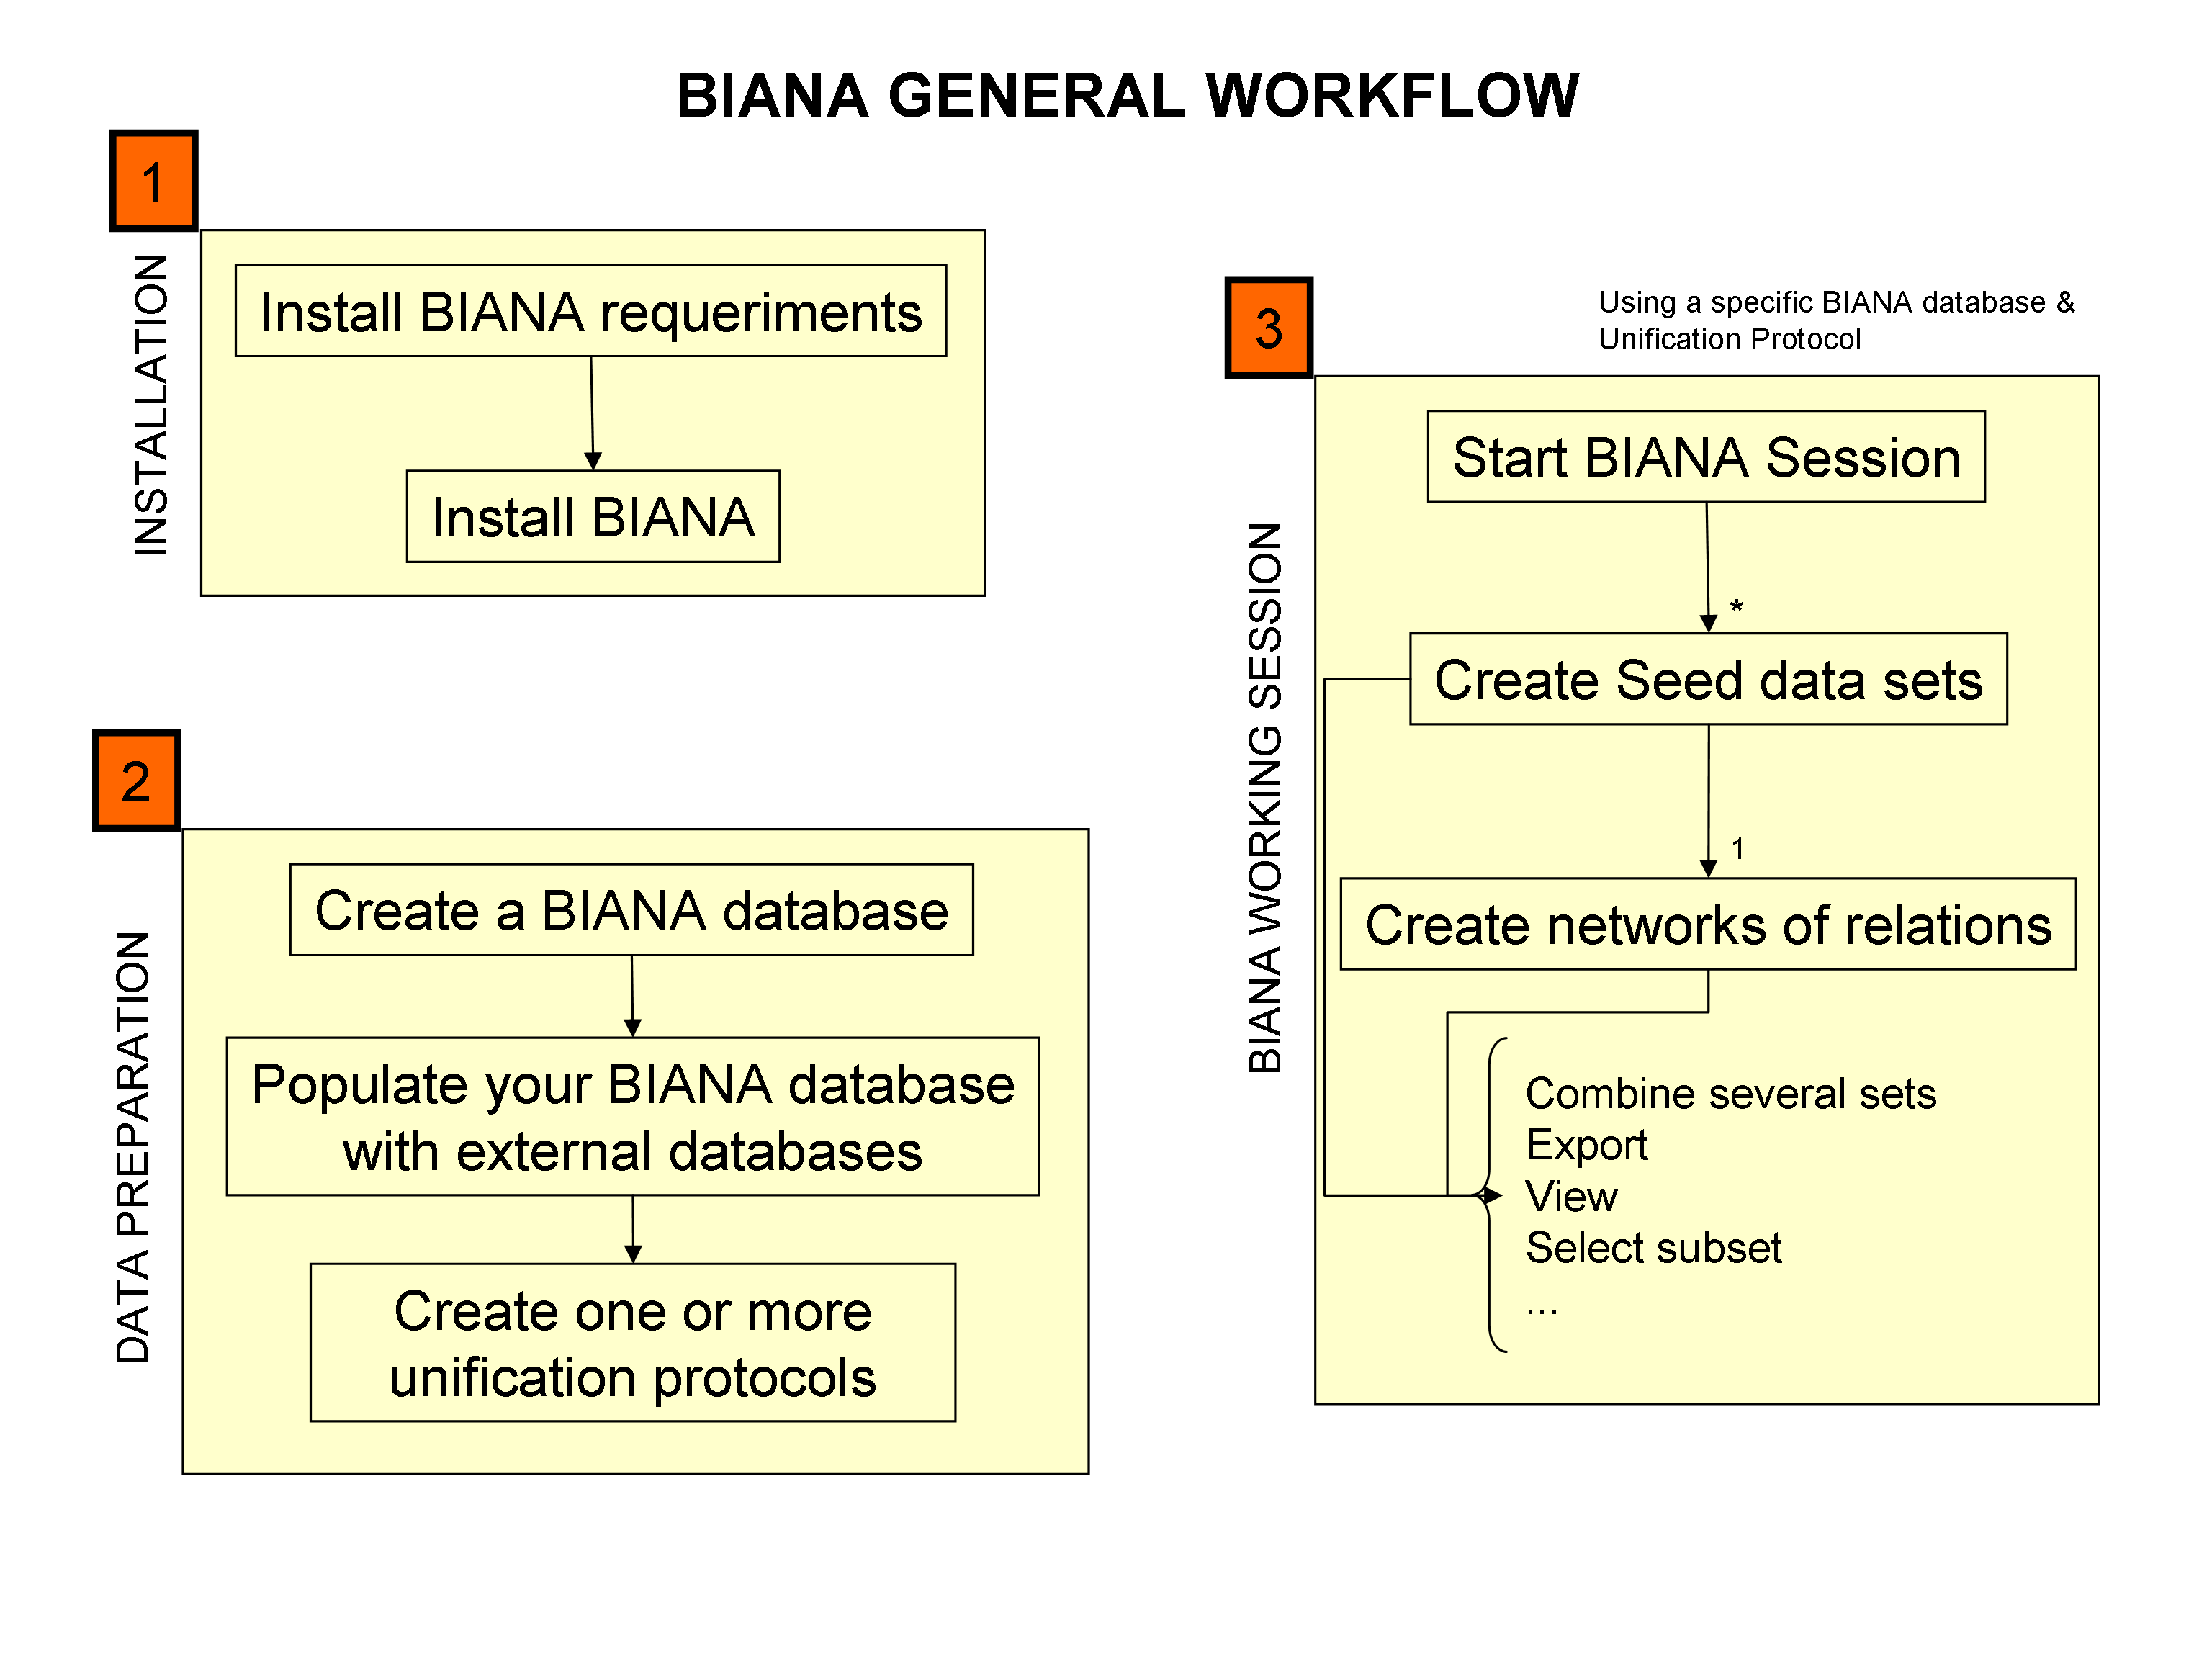 BIANA GENERAL WORKFLOW
1
INSTALLATION
Install BIANA requeriments
Install BIANA
2
DATA PREPARATION
Create a BIANA database
Populate your BIANA database
with external databases
Create one or more
unification protocols
3
BIANA WORKING SESSION
Using a specific BIANA database &
Unification Protocol
Start BIANA Session
*
Create Seed data sets
1
Create networks of relations
Combine several sets
Export
View
Select subset
...